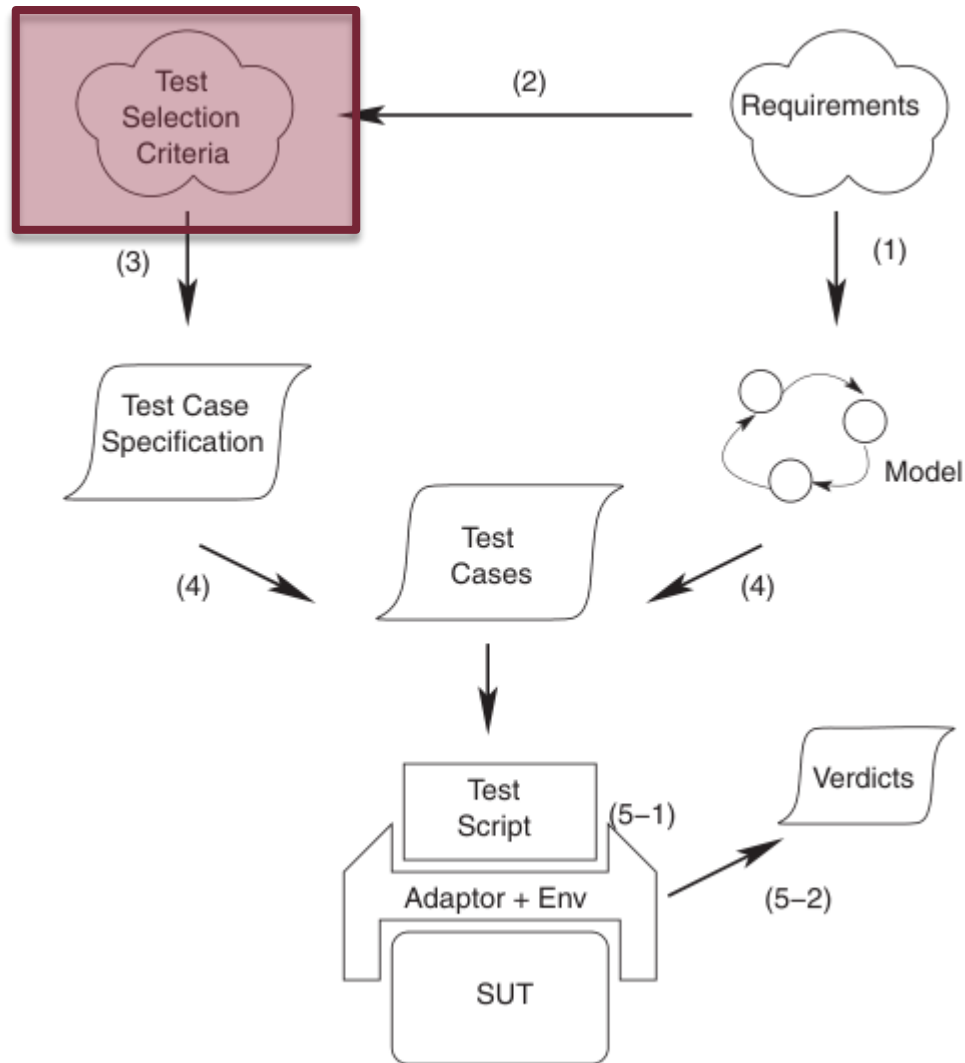 Test
Selection
Criteria
(2)
Requirements
(3)
(1)
Test Case
Specification
Model
Test
Cases
(4)
(4)
Test
Script
(5-1)
Verdicts
Adaptor + Env
(5-2)
SUT